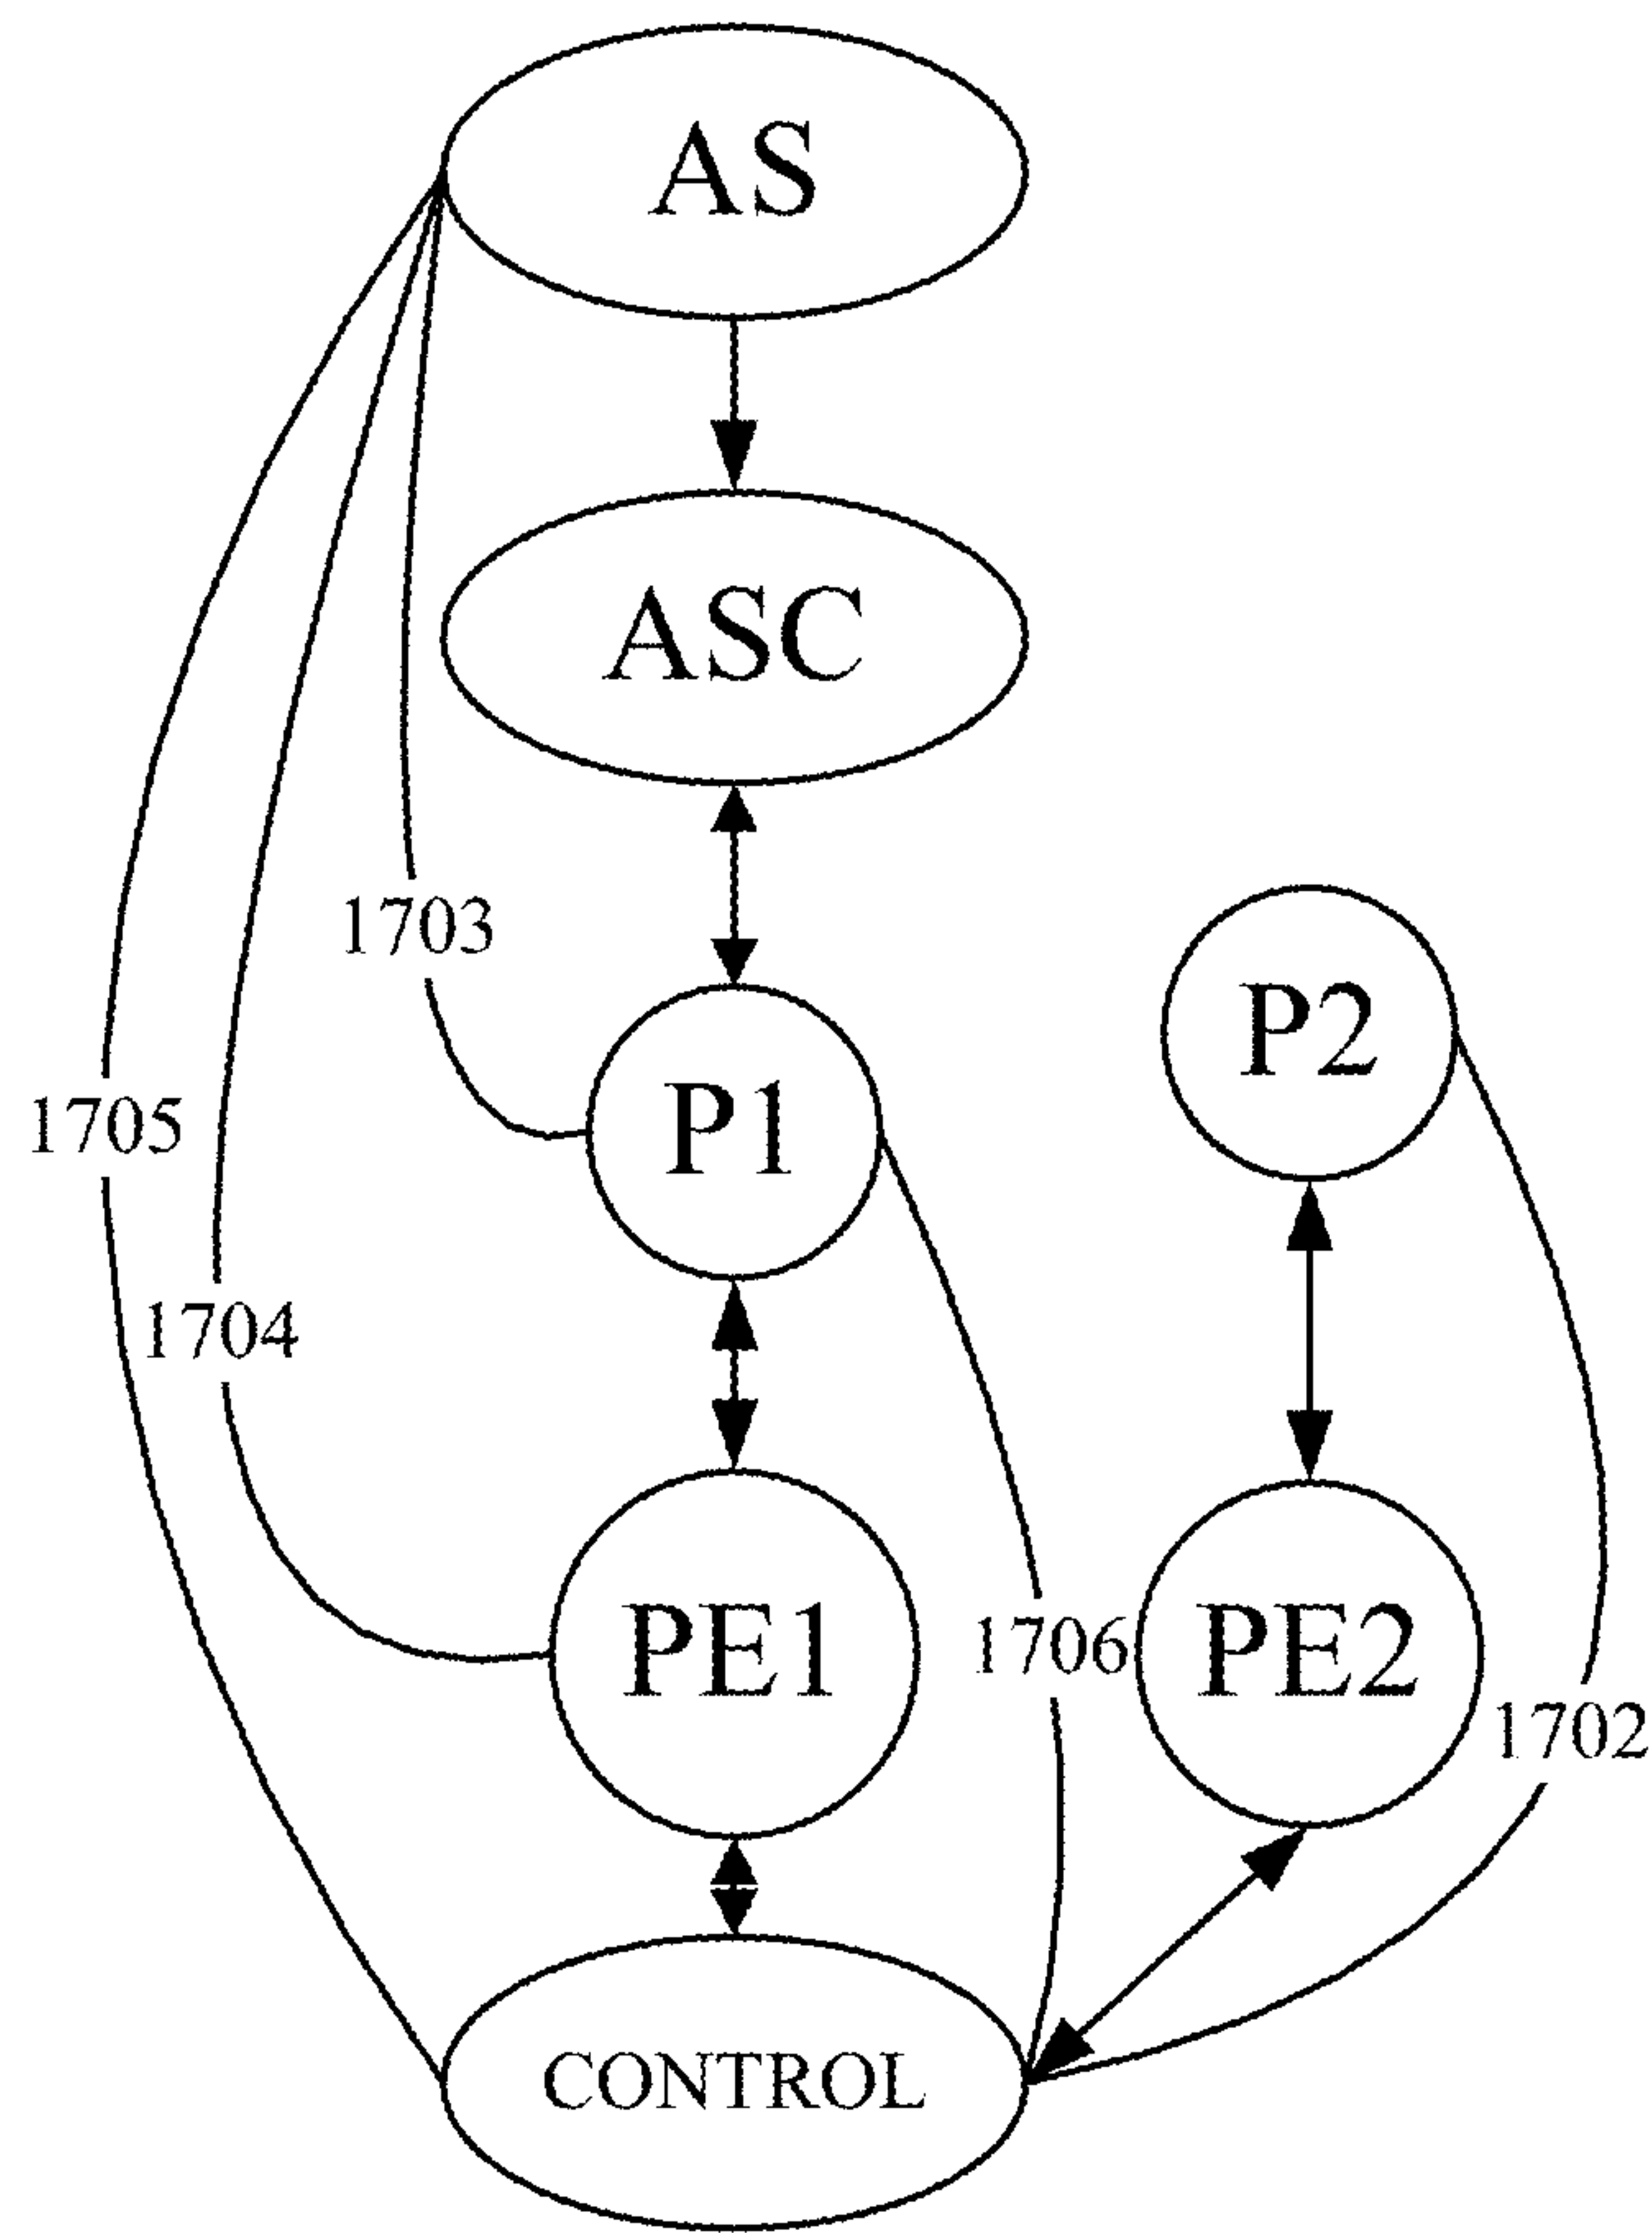 AS
ASC
1703
P2
P1
1705
1704
PE1
1706
PE2
1702
CONTROL